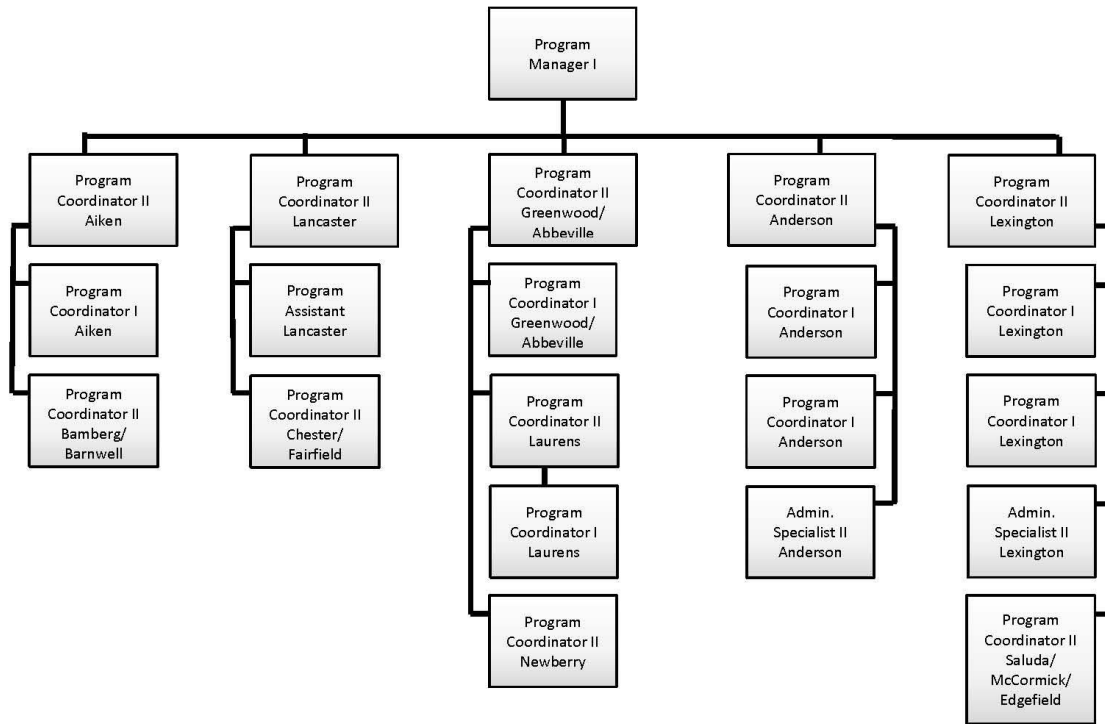 Program
Manager I
Program
Coordinator II
Aiken
Program
Coordinator II
Lancaster
Program
Coordinator II
Greenwood/
Abbeville
Program
Coordinator II
Anderson
Program
Coordinator II
Lexington
Program
Coordinator I
Aiken
Program
Assistant
Lancaster
Program
Coordinator I
Greenwood/
Abbeville
Program
Coordinator I
Anderson
Program
Coordinator I
Lexington
Program
Coordinator II
Bamberg/
Barnwell
Program
Coordinator II
Chester/
Fairfield
Program
Coordinator II
Laurens
Program
Coordinator I
Anderson
Program
Coordinator I
Lexington
Program
Coordinator I
Laurens
Admin.
Specialist II
Anderson
Admin.
Specialist II
Lexington
Program
Coordinator II
Newberry
Program
Coordinator II
Saluda/
McCormick/
Edgefield